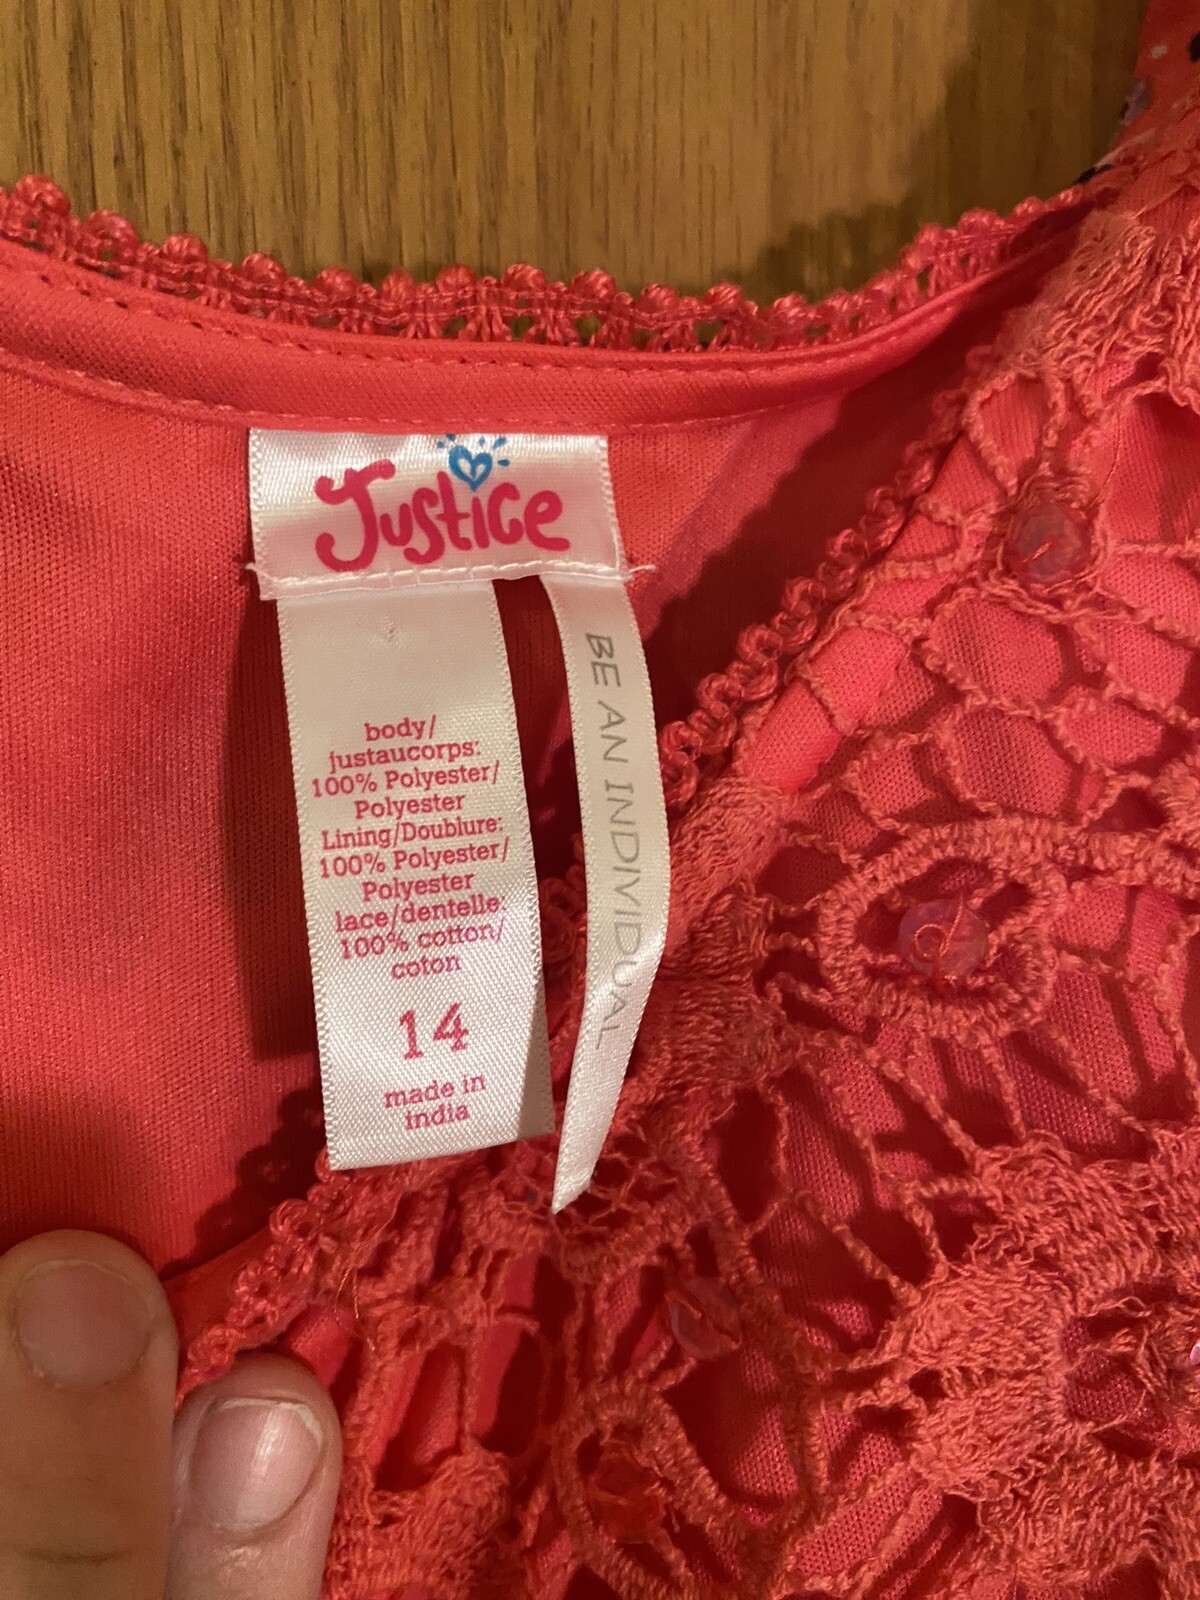 Justice
body/
justaucorps:
100% Polyester/
Polyester
Lining/Doublure:
100% Polyester/
Polyester
lace/dentelle:
100% cotton/
coton
14
made in
india
BE AN INDIVIDUAL